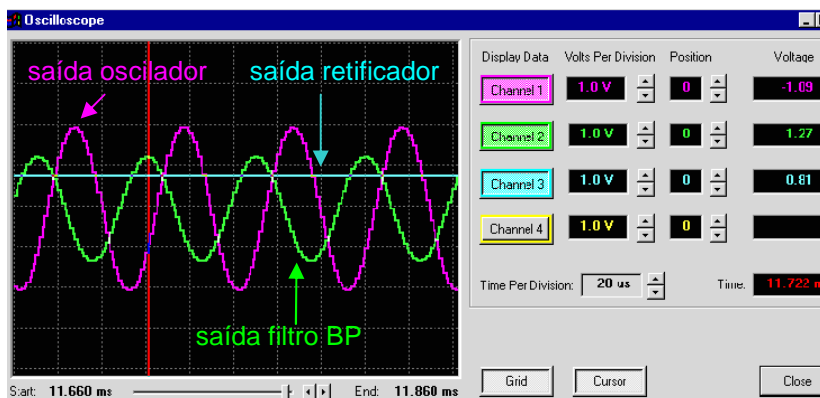 Oscilloscope
saída oscilador
saída retificador
saída filtro BP
Display Data Volts Per Division Position Voltage
Channel 1 1.0 V 0 -1.09
Channel 2 1.0 V 0 1.27
Channel 3 1.0 V 0 0.81
Channel 4 1.0 V 0
Time Per Division: 20 us Time: 11.722
Start: 11.660 ms End: 11.860 ms
Grid Cursor Close